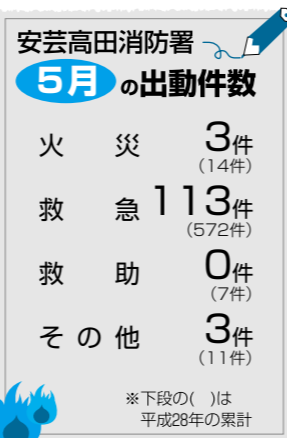 安芸高田消防署
5月の出動件数
火災 3件
(14件)
救急 113件
(572件)
救助 0件
(7件)
その他 3件
(11件)
※下段の( )は
平成28年の累計